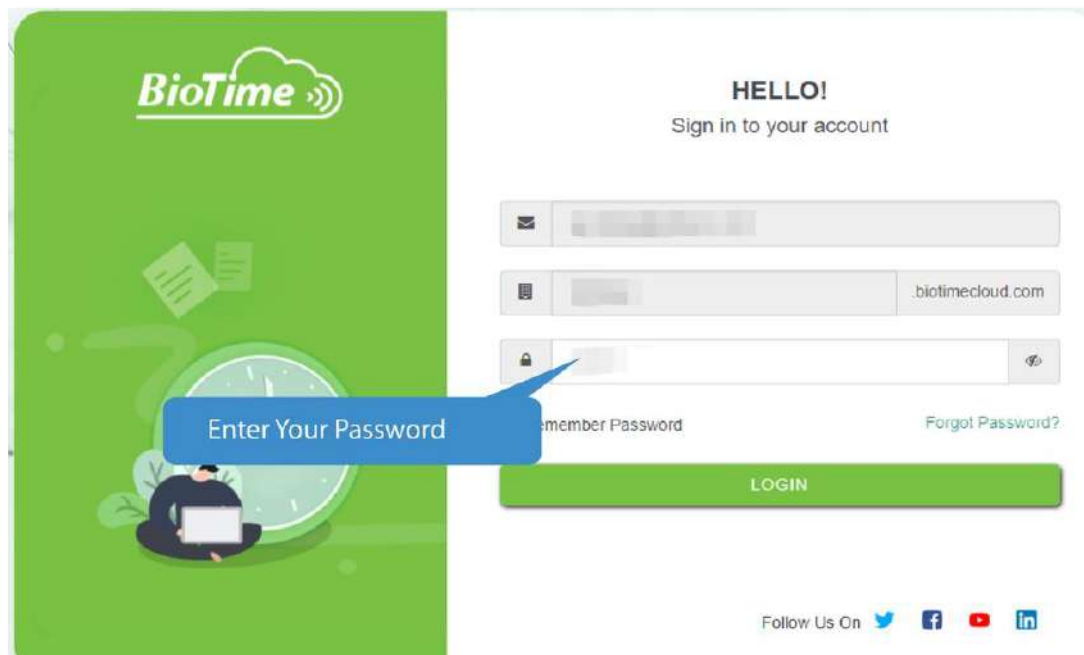 BioTime
HELLO!
Sign in to your account
.biotimecloud.com
Enter Your Password
Password
Forgot Password?
LOGIN
Follow Us On